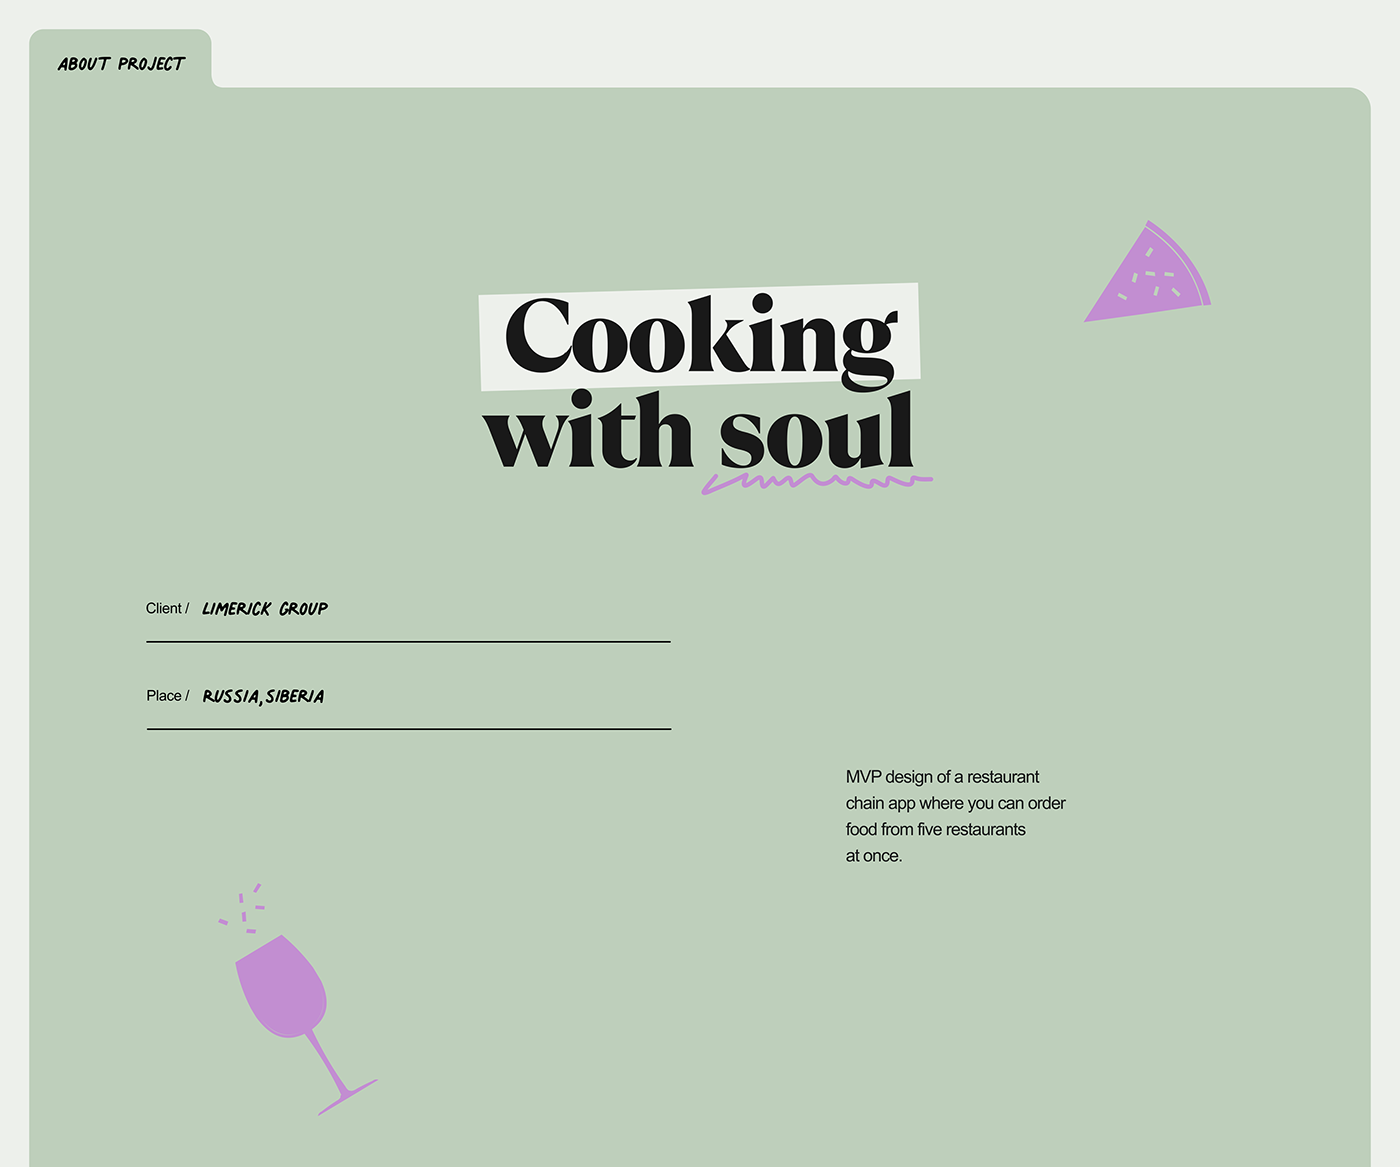 ABOUT PROJECT
Cooking
with soul
Client / LIMERICK GROUP
Place / RUSSIA, SIBERIA
MVP design of a restaurant
chain app where you can order
food from five restaurants
at once.